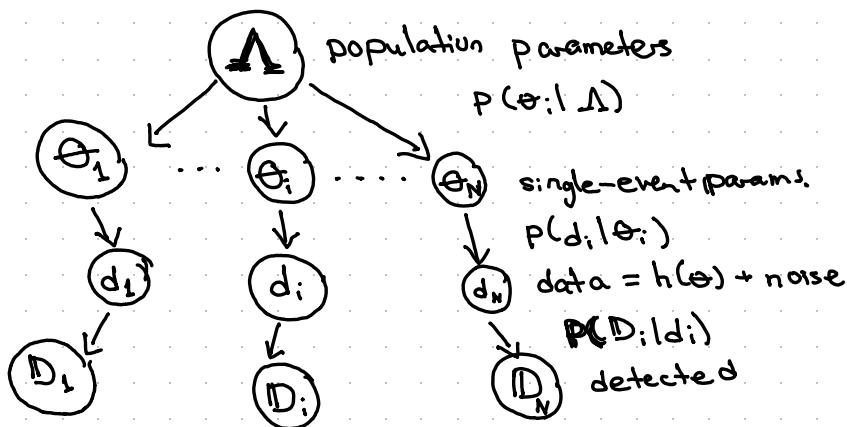 Λ population parameters
p(θᵢ|Λ)
θ₁ .... θᵢ ..... θ_N single-event params.
p(dᵢ|θᵢ)
d₁ dᵢ d_N data = h(θ) + noise
P(𝔻ᵢ|dᵢ)
𝔻₁ 𝔻ᵢ 𝔻_N detected